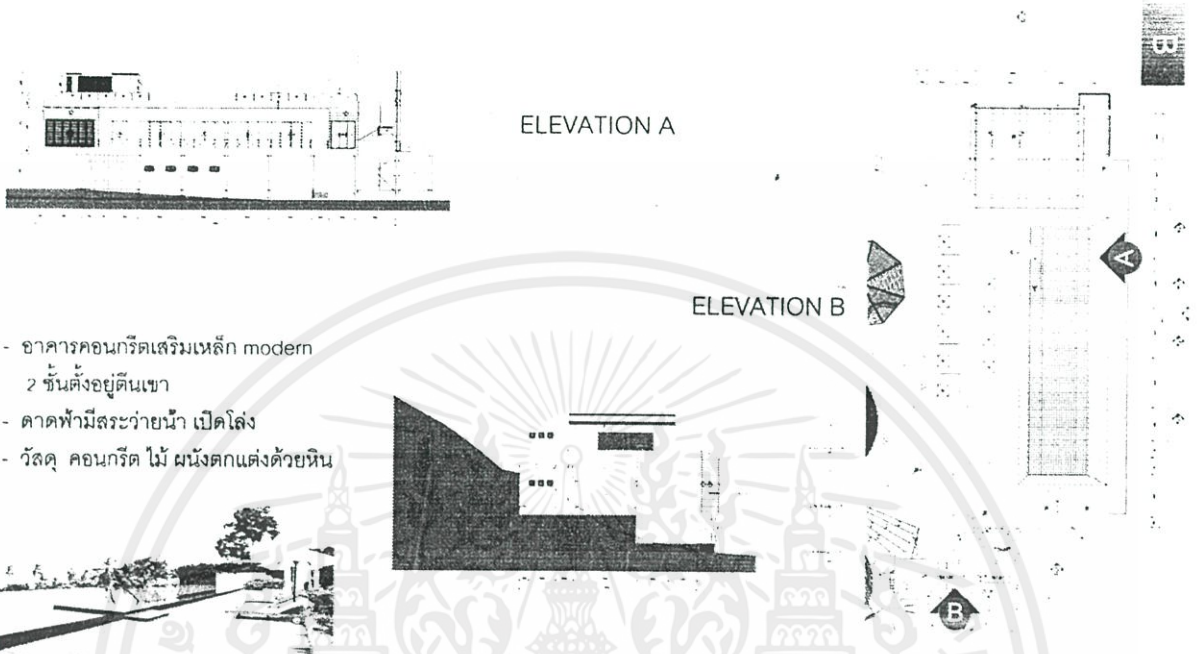 B
ELEVATION A
A
ELEVATION B
- อาคารคอนกรีตเสริมเหล็ก modern
2 ชั้นตั้งอยู่ตีนเขา
- ดาดฟ้ามีสระว่ายน้ำ เปิดโล่ง
- วัสดุ คอนกรีต ไม้ ผนังตกแต่งด้วยหิน
B